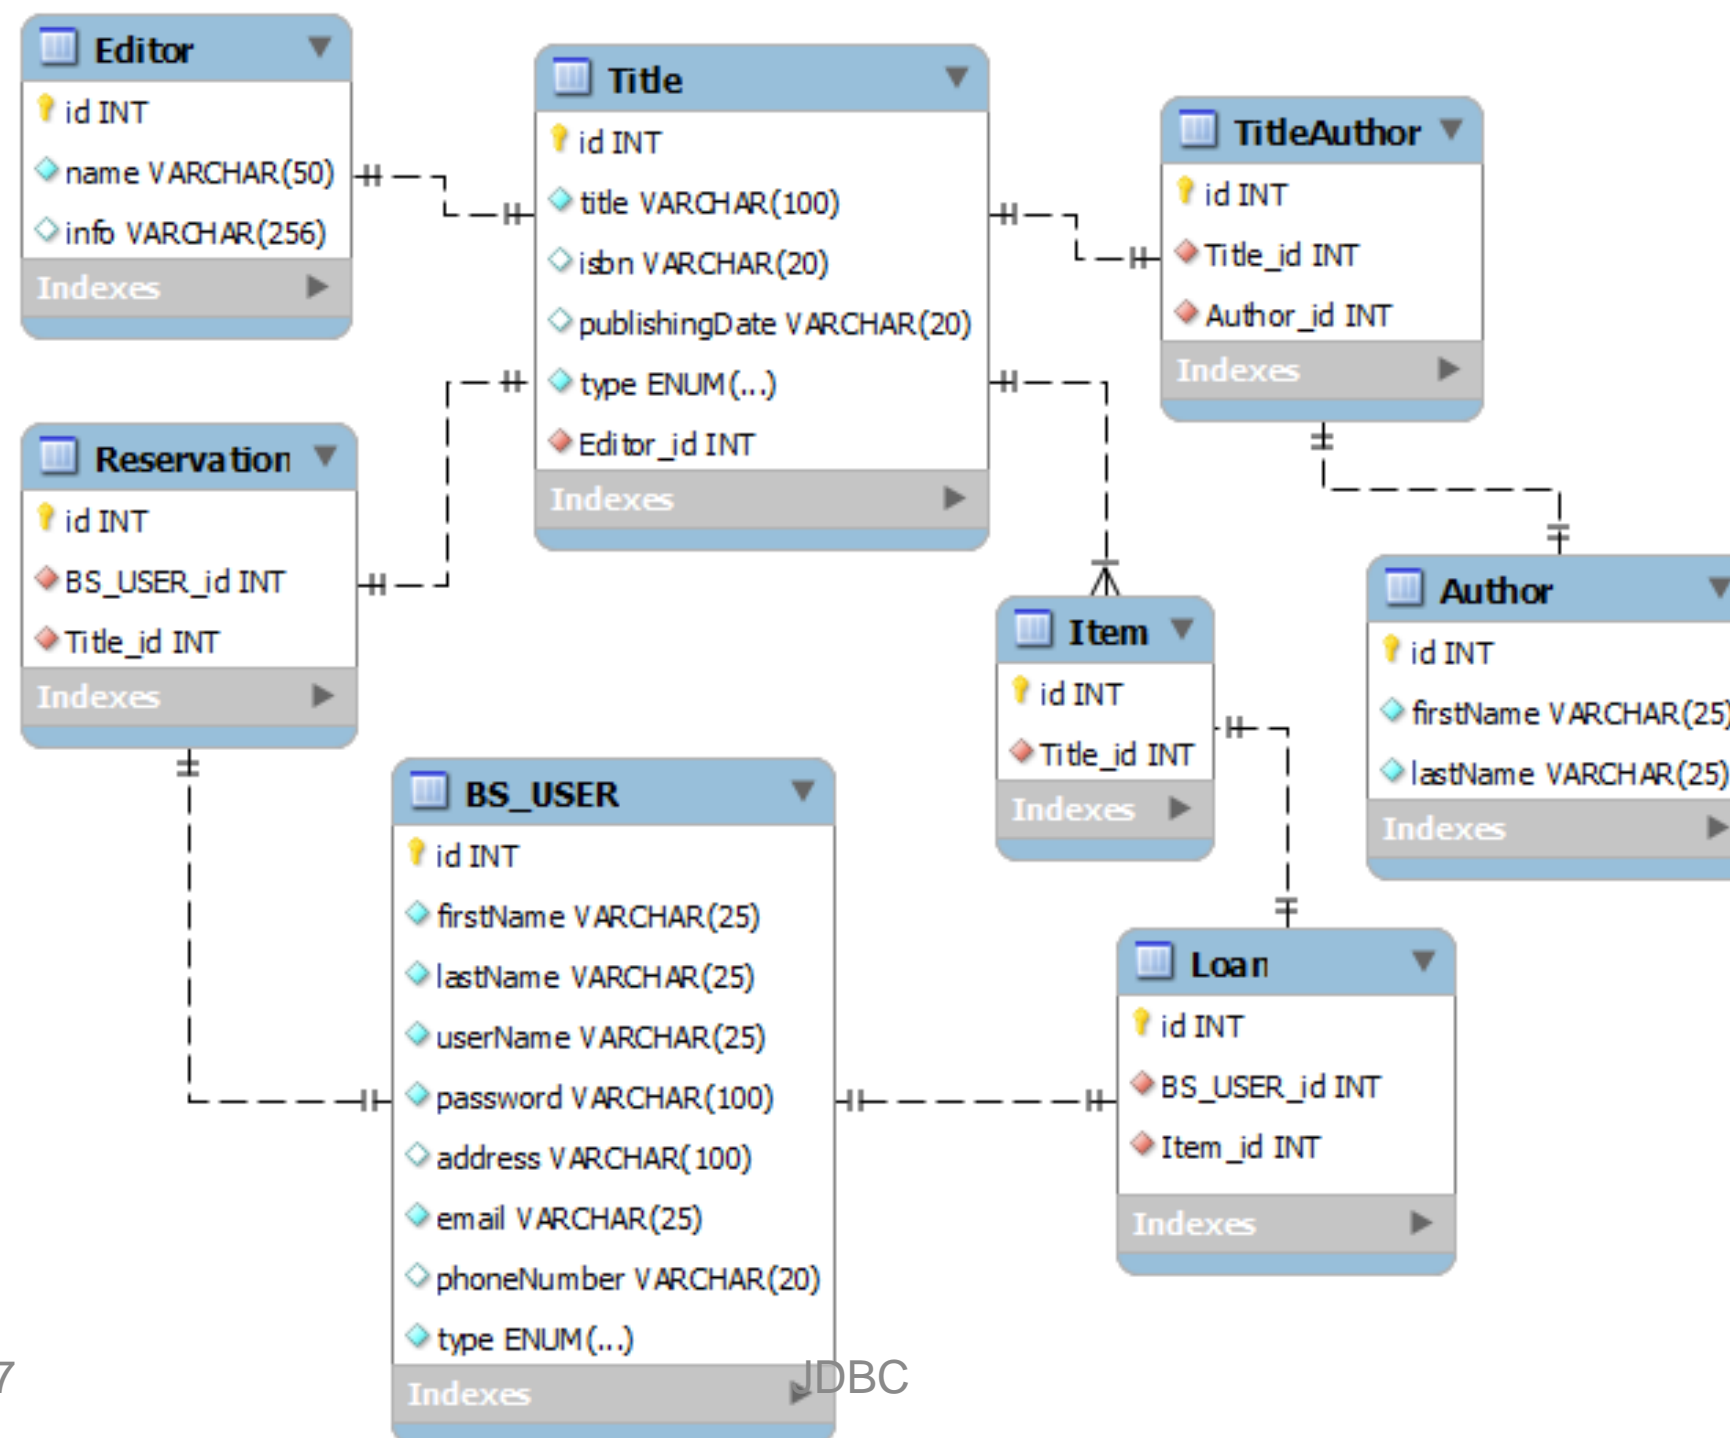 Editor
id INT
name VARCHAR(50)
info VARCHAR(256)
Indexes
Title
id INT
title VARCHAR(100)
isbn VARCHAR(20)
publishingDate VARCHAR(20)
type ENUM(...)
Editor_id INT
Indexes
TitleAuthor
id INT
Title_id INT
Author_id INT
Indexes
Reservation
id INT
BS_USER_id INT
Title_id INT
Indexes
Item
id INT
Title_id INT
Indexes
Author
id INT
firstName VARCHAR(25)
lastName VARCHAR(25)
Indexes
BS_USER
id INT
firstName VARCHAR(25)
lastName VARCHAR(25)
userName VARCHAR(25)
password VARCHAR(100)
address VARCHAR(100)
email VARCHAR(25)
phoneNumber VARCHAR(20)
type ENUM(...)
Indexes
Loan
id INT
BS_USER_id INT
Item_id INT
Indexes
7
JDBC